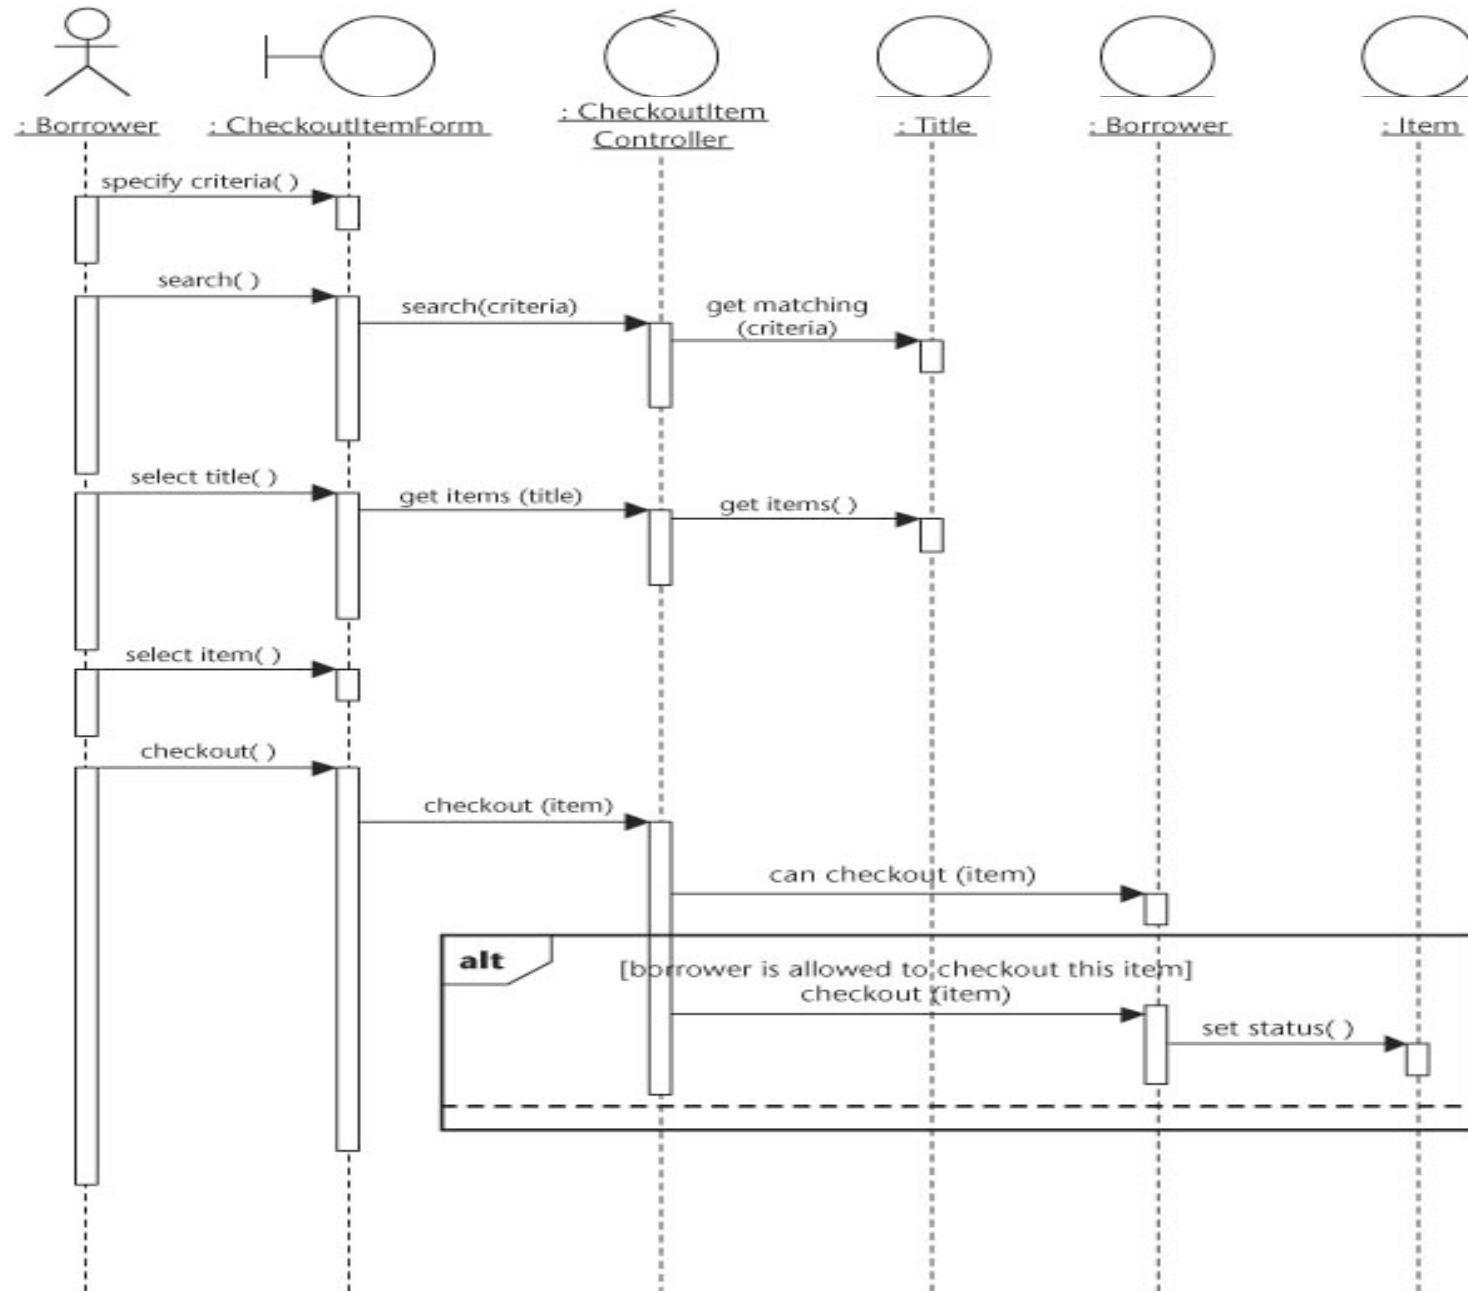 : Borrower
: CheckoutItemForm
: CheckoutItem
Controller
: Title
: Borrower
: Item
specify criteria( )
search( )
search(criteria)
get matching
(criteria)
select title( )
get items (title)
get items( )
select item( )
checkout( )
checkout (item)
can checkout (item)
alt
[borrower is allowed to checkout this item]
checkout (item)
set status( )